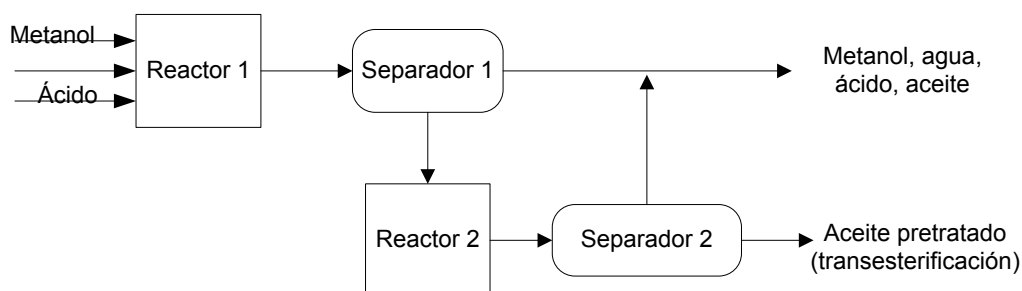 Metanol
Ácido
Reactor 1
Separador 1
Metanol, agua,
ácido, aceite
Reactor 2
Separador 2
Aceite pretratado
(transesterificación)